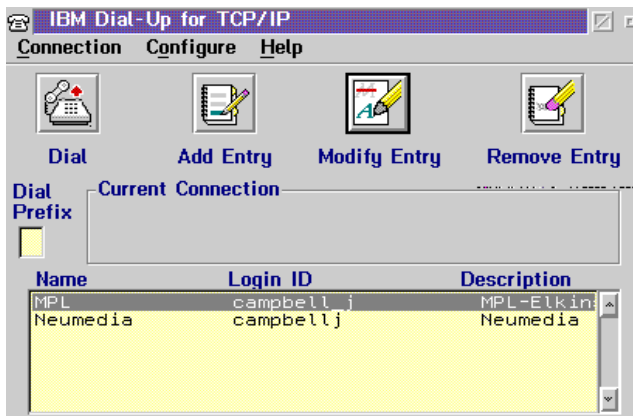 IBM Dial-Up for TCP/IP
Connection Configure Help
Dial Add Entry Modify Entry Remove Entry
Dial Prefix
Current Connection
Name Login ID Description
MPL campbell_j MPL-Elkins
Neumedia campbellj Neumedia